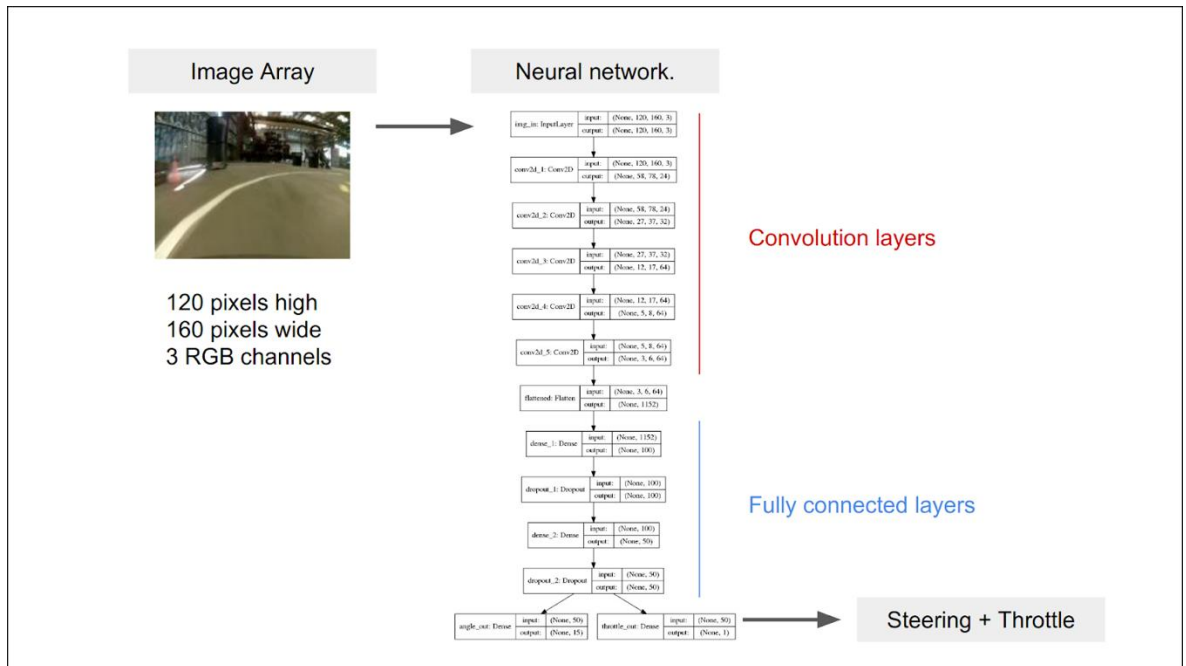 Image Array
Neural network.
120 pixels high
160 pixels wide
3 RGB channels
img_in: InputLayer input: (None, 120, 160, 3)
output: (None, 120, 160, 3)
conv2d_1: Conv2D input: (None, 120, 160, 3)
output: (None, 58, 78, 24)
conv2d_2: Conv2D input: (None, 58, 78, 24)
output: (None, 27, 37, 32)
conv2d_3: Conv2D input: (None, 27, 37, 32)
output: (None, 12, 17, 64)
conv2d_4: Conv2D input: (None, 12, 17, 64)
output: (None, 5, 8, 64)
conv2d_5: Conv2D input: (None, 5, 8, 64)
output: (None, 3, 6, 64)
flattened: Flatten input: (None, 3, 6, 64)
output: (None, 1152)
dense_1: Dense input: (None, 1152)
output: (None, 100)
dropout_1: Dropout input: (None, 100)
output: (None, 100)
dense_2: Dense input: (None, 100)
output: (None, 50)
dropout_2: Dropout input: (None, 50)
output: (None, 50)
angle_out: Dense input: (None, 50)
output: (None, 15)
throttle_out: Dense input: (None, 50)
output: (None, 1)
Convolution layers
Fully connected layers
Steering + Throttle